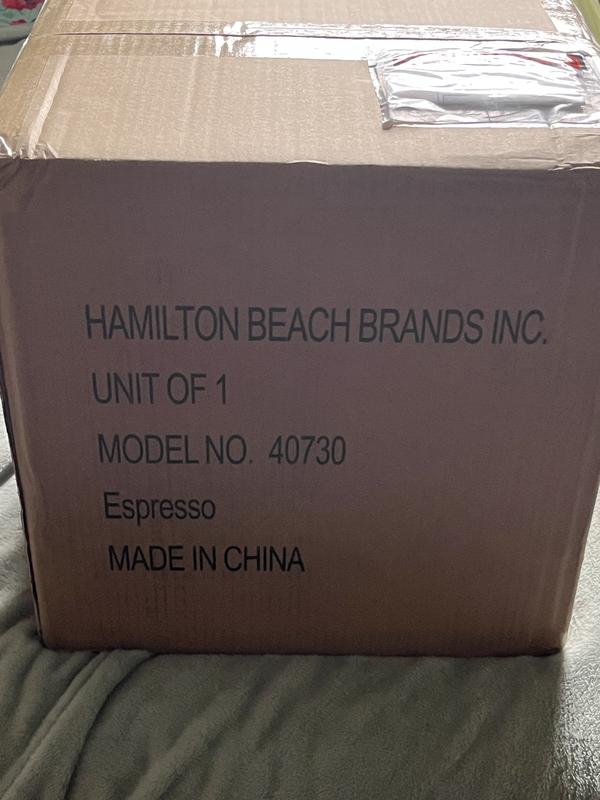 HAMILTON BEACH BRANDS INC.
UNIT OF 1
MODEL NO. 40730
Espresso
MADE IN CHINA